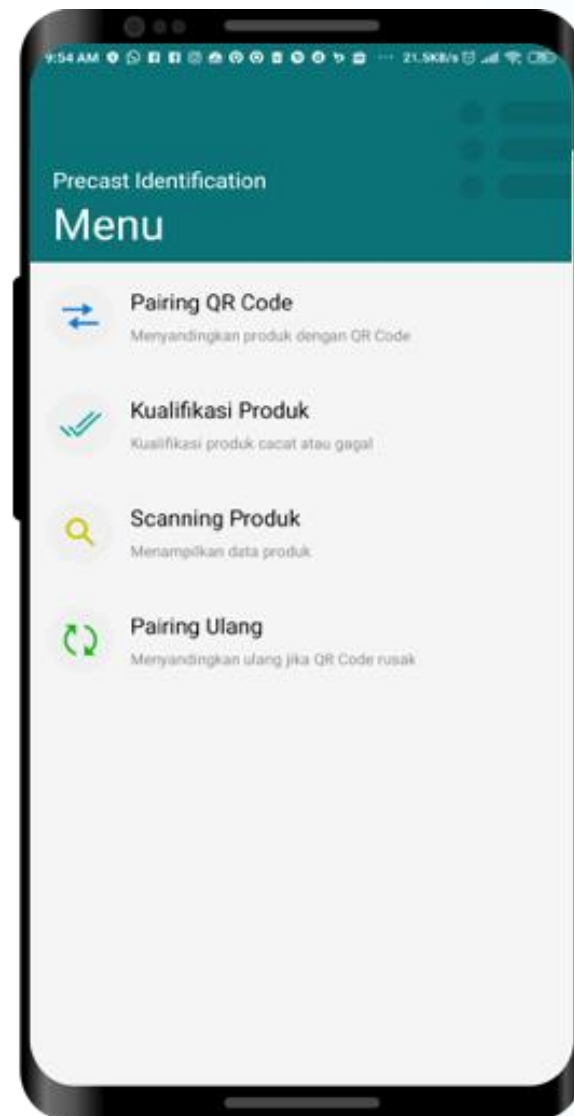 9:54 AM
21.5KB/s
Precast Identification
Menu
Pairing QR Code
Menyandingkan produk dengan QR Code
Kualifikasi Produk
Kualifikasi produk cacat atau gagal
Scanning Produk
Menampilkan data produk
Pairing Ulang
Menyandingkan ulang jika QR Code rusak